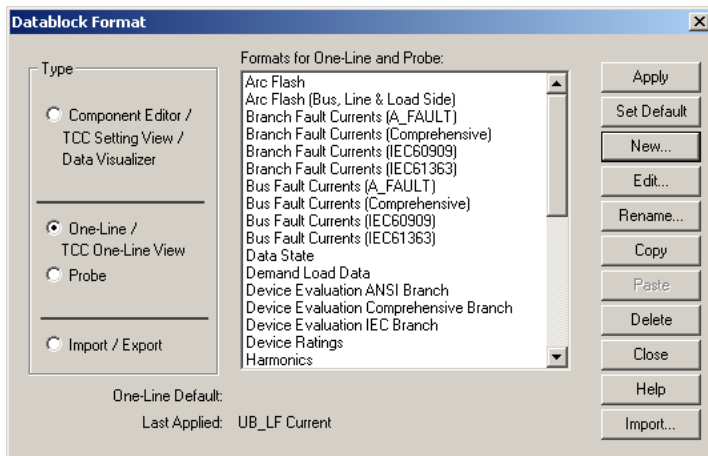 Datablock Format
Type
Component Editor /
TCC Setting View /
Data Visualizer
One-Line /
TCC One-Line View
Probe
Import / Export
Formats for One-Line and Probe:
Arc Flash
Arc Flash (Bus, Line & Load Side)
Branch Fault Currents (A_FAULT)
Branch Fault Currents (Comprehensive)
Branch Fault Currents (IEC60909)
Branch Fault Currents (IEC61363)
Bus Fault Currents (A_FAULT)
Bus Fault Currents (Comprehensive)
Bus Fault Currents (IEC60909)
Bus Fault Currents (IEC61363)
Data State
Demand Load Data
Device Evaluation ANSI Branch
Device Evaluation Comprehensive Branch
Device Evaluation IEC Branch
Device Ratings
Harmonics
Apply
Set Default
New...
Edit...
Rename...
Copy
Paste
Delete
Close
Help
Import...
One-Line Default:
Last Applied: UB_LF Current